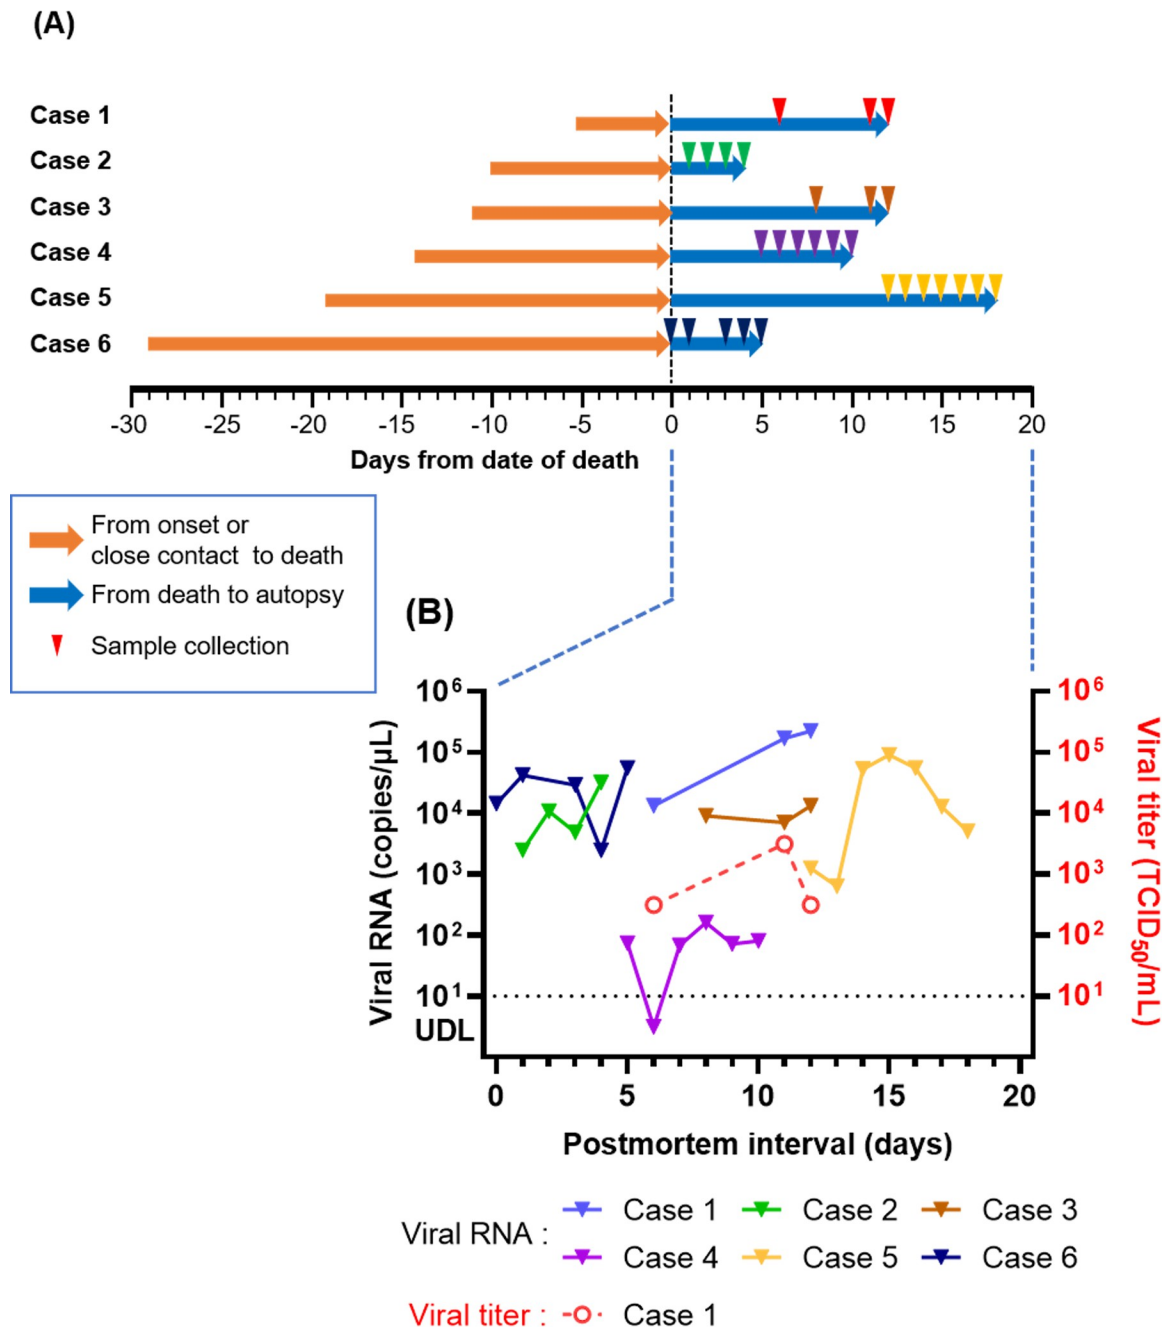 (A)
Case 1
Case 2
Case 3
Case 4
Case 5
Case 6
-30 -25 -20 -15 -10 -5 0 5 10 15 20
Days from date of death
From onset or
close contact to death
From death to autopsy
Sample collection
(B)
Viral RNA (copies/μL)
10⁶
10⁵
10⁴
10³
10²
10¹
UDL
10⁶
10⁵
10⁴
10³
10²
10¹
Viral titer (TCID₅₀/mL)
0 5 10 15 20
Postmortem interval (days)
Viral RNA :
Case 1 Case 2 Case 3
Case 4 Case 5 Case 6
Viral titer : Case 1